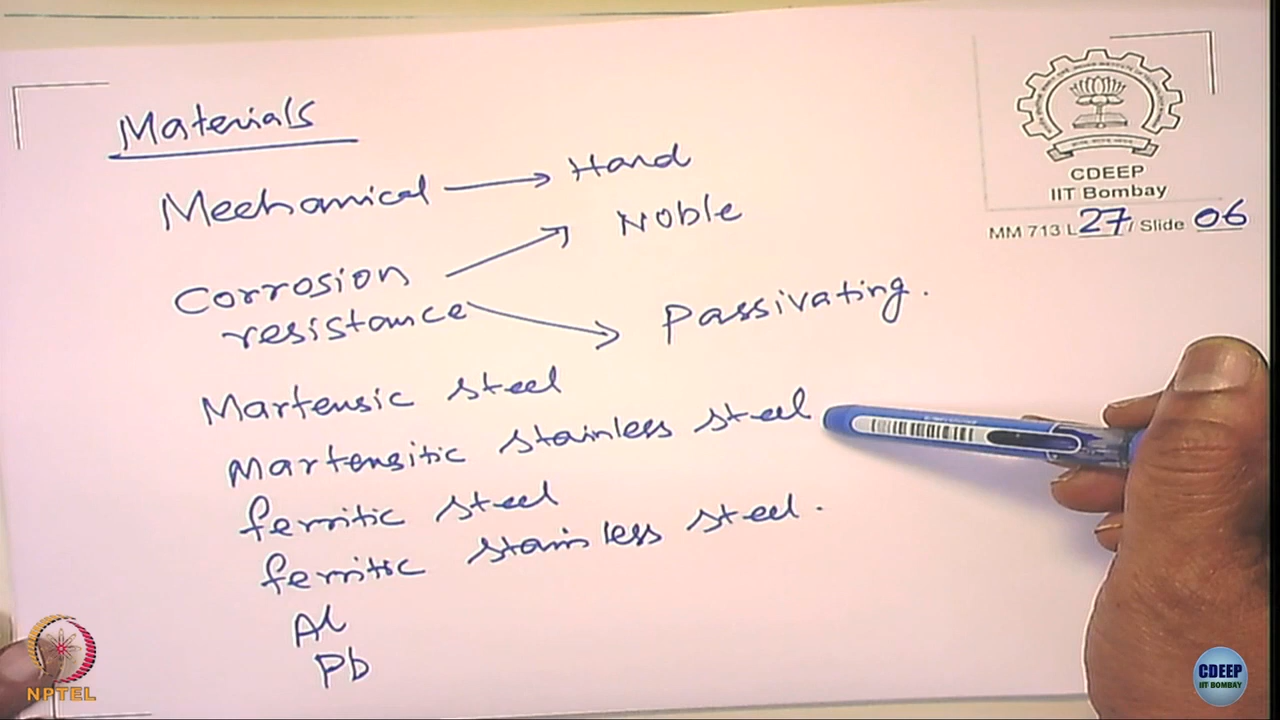 Materials
Mechanical → Hard
Noble
Corrosion
resistance
Passivating.
Martensic steel
Martensitic stainless steel
ferritic steel
ferritic stainless steel.
Al
Pb
CDEEP
IIT Bombay
MM 713 L 27 / Slide 06
NPTEL
CDEEP
IIT BOMBAY